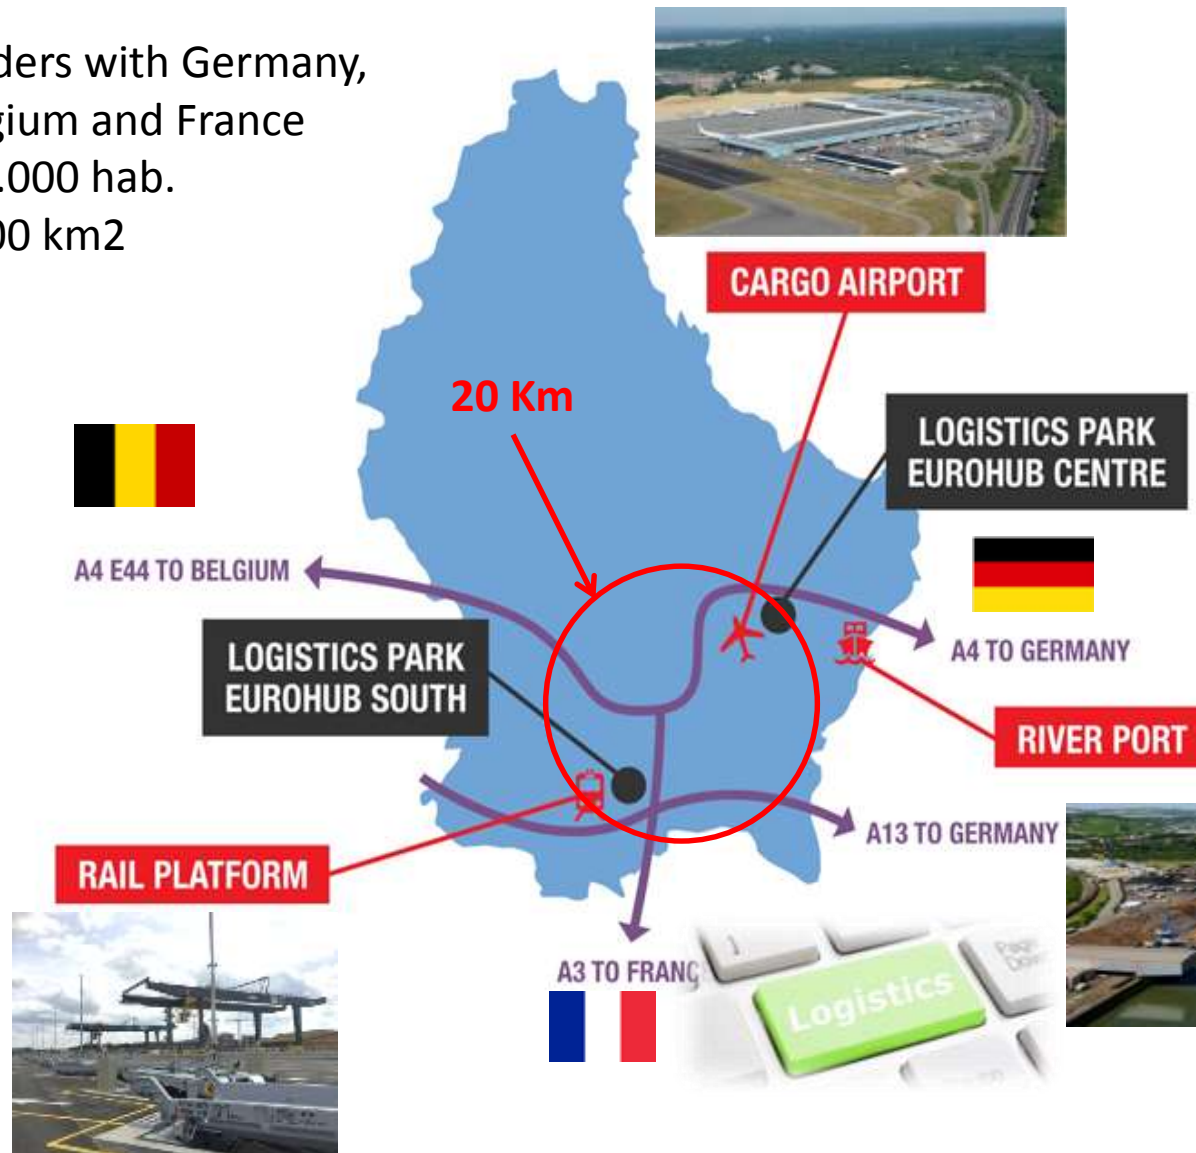 ders with Germany,
gium and France
.000 hab.
00 km2
CARGO AIRPORT
20 Km
LOGISTICS PARK
EUROHUB CENTRE
A4 E44 TO BELGIUM
LOGISTICS PARK
EUROHUB SOUTH
A4 TO GERMANY
RIVER PORT
A13 TO GERMANY
RAIL PLATFORM
A3 TO FRANC
Logistics